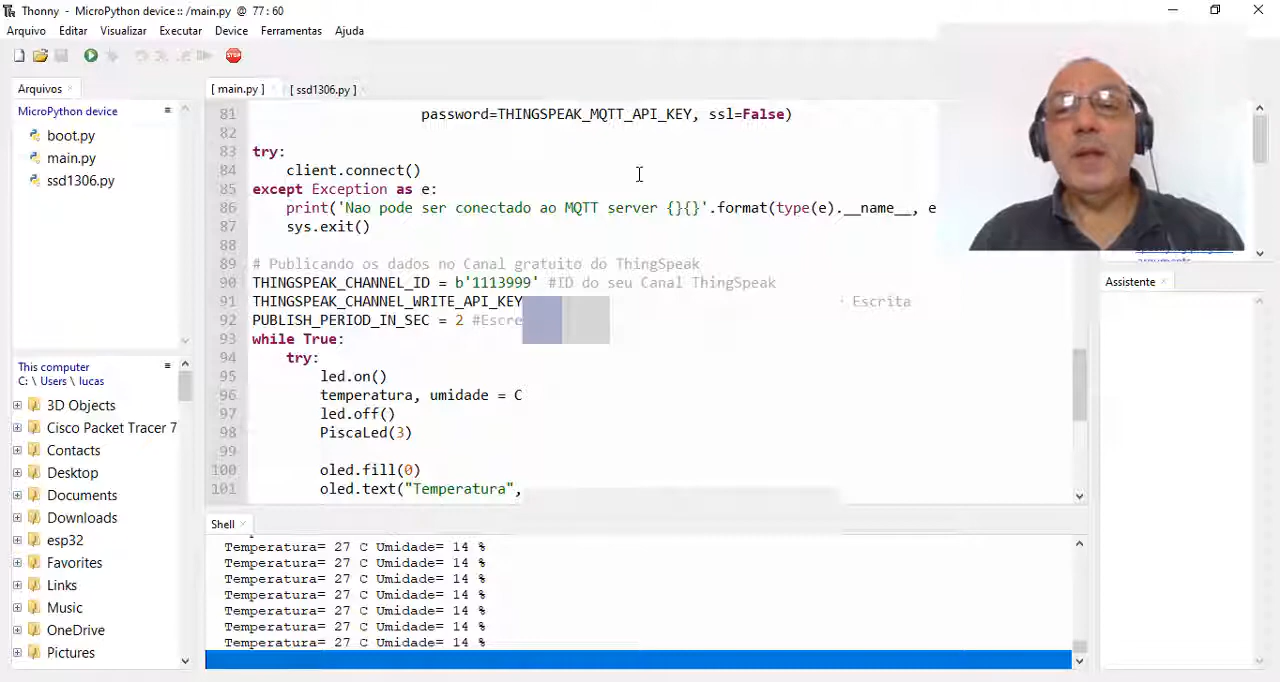 Thonny - MicroPython device :: /main.py @ 77 : 60
Arquivo Editar Visualizar Executar Device Ferramentas Ajuda
STOP
Arquivos ×
MicroPython device
boot.py
main.py
ssd1306.py
This computer
C: \ Users \ lucas
3D Objects
Cisco Packet Tracer 7
Contacts
Desktop
Documents
Downloads
esp32
Favorites
Links
Music
OneDrive
Pictures
[ main.py ] [ ssd1306.py ]
81 password=THINGSPEAK_MQTT_API_KEY, ssl=False)
82
83 try:
84 client.connect()
85 except Exception as e:
86 print('Nao pode ser conectado ao MQTT server {}{}'.format(type(e).__name__, e
87 sys.exit()
88
89 # Publicando os dados no Canal gratuito do ThingSpeak
90 THINGSPEAK_CHANNEL_ID = b'1113999' #ID do seu Canal ThingSpeak
91 THINGSPEAK_CHANNEL_WRITE_API_KEY Escrita
92 PUBLISH_PERIOD_IN_SEC = 2 #Escre
93 while True:
94 try:
95 led.on()
96 temperatura, umidade = C
97 led.off()
98 PiscaLed(3)
99
100 oled.fill(0)
101 oled.text("Temperatura",
Shell ×
Temperatura= 27 C Umidade= 14 %
Temperatura= 27 C Umidade= 14 %
Temperatura= 27 C Umidade= 14 %
Temperatura= 27 C Umidade= 14 %
Temperatura= 27 C Umidade= 14 %
Temperatura= 27 C Umidade= 14 %
Temperatura= 27 C Umidade= 14 %
Assistente ×